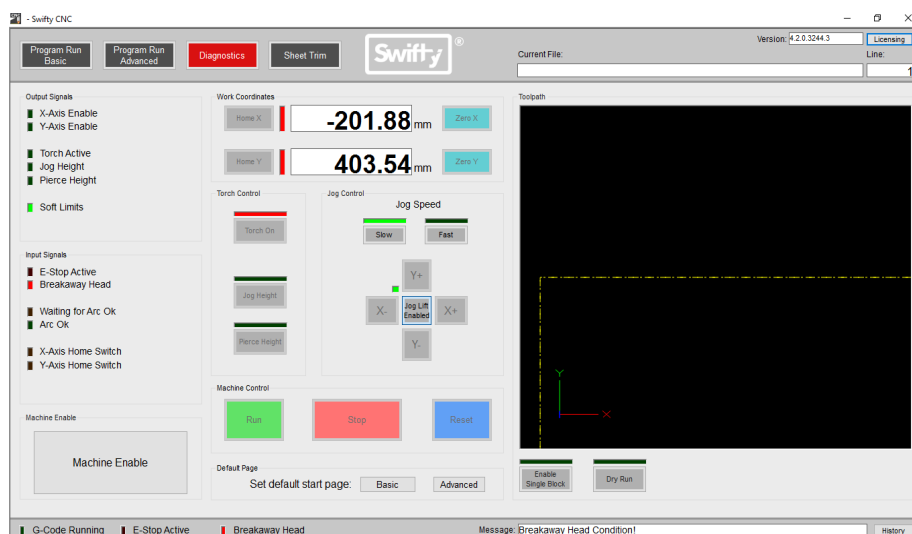 - Swifty CNC
Program Run
Basic
Program Run
Advanced
Diagnostics
Sheet Trim
Swifty®
Version: 4.2.0.3244.3
Licensing
Current File:
Line:
1
Output Signals
X-Axis Enable
Y-Axis Enable
Torch Active
Jog Height
Pierce Height
Soft Limits
Input Signals
E-Stop Active
Breakaway Head
Waiting for Arc Ok
Arc Ok
X-Axis Home Switch
Y-Axis Home Switch
Machine Enable
Machine Enable
Work Coordinates
Home X
-201.88 mm
Zero X
Home Y
403.54 mm
Zero Y
Torch Control
Torch On
Jog Height
Pierce Height
Jog Control
Jog Speed
Slow
Fast
Y+
X-
Jog Lift
Enabled
X+
Y-
Machine Control
Run
Stop
Reset
Default Page
Set default start page:
Basic
Advanced
Toolpath
Y
X
Enable
Single Block
Dry Run
G-Code Running
E-Stop Active
Breakaway Head
Message: Breakaway Head Condition!
History